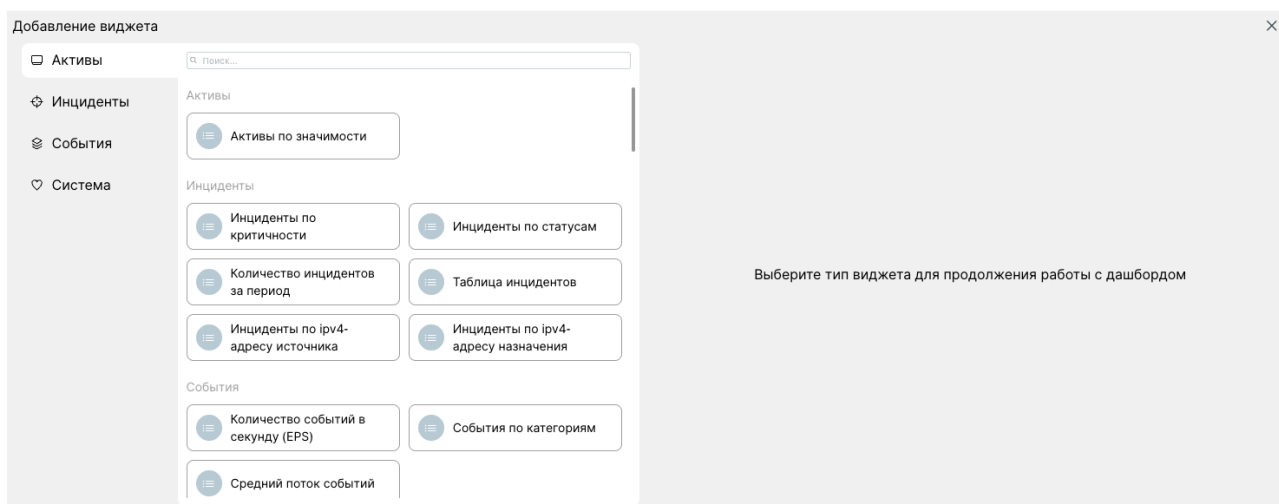 Добавление виджета
Активы
Инциденты
События
Система
Поиск...
Активы
Активы по значимости
Инциденты
Инциденты по
критичности
Инциденты по статусам
Количество инцидентов
за период
Таблица инцидентов
Инциденты по ipv4-
адресу источника
Инциденты по ipv4-
адресу назначения
События
Количество событий в
секунду (EPS)
События по категориям
Средний поток событий
Выберите тип виджета для продолжения работы с дашбордом